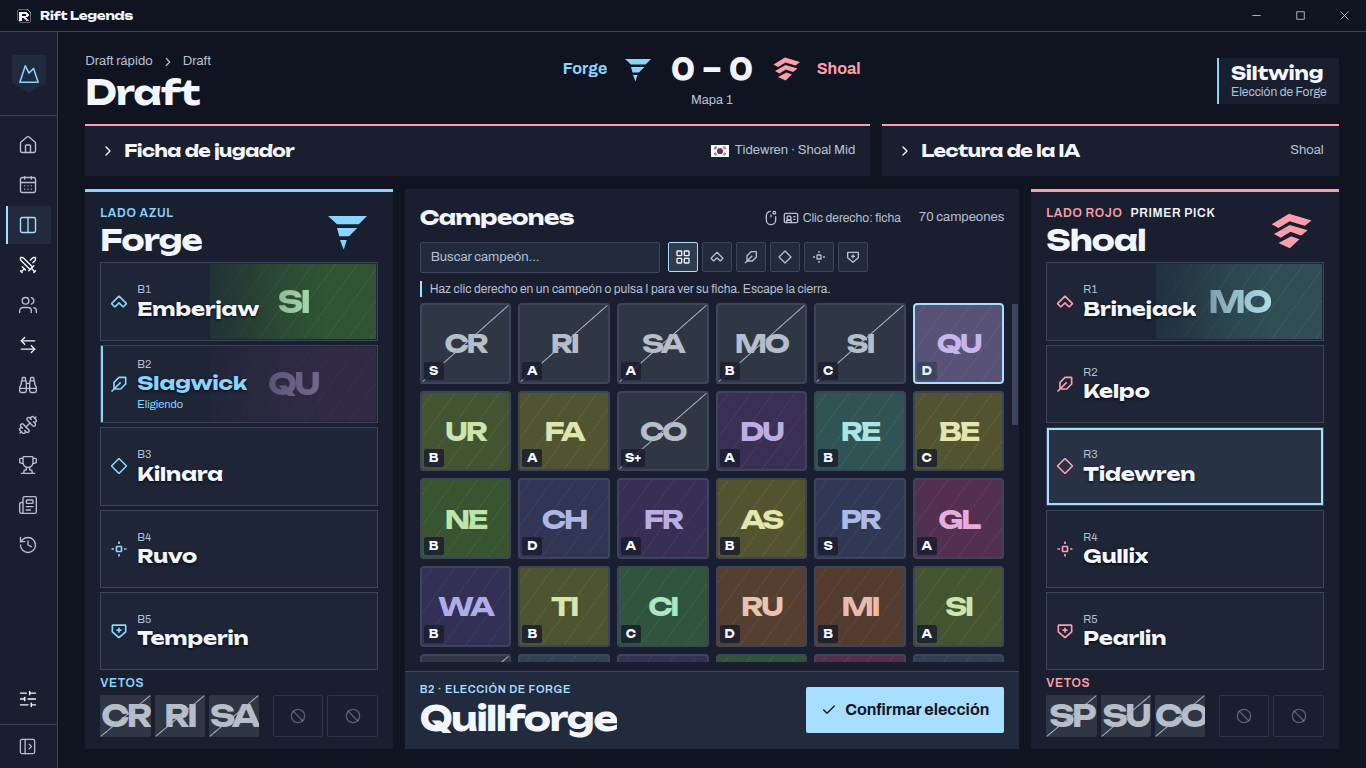 Rift Legends
Draft rápido > Draft
Draft
Forge 0 – 0 Shoal
Mapa 1
Siltwing
Elección de Forge
Ficha de jugador
Tidewren · Shoal Mid
Lectura de la IA
Shoal
LADO AZUL
Forge
B1
Emberjaw
SI
B2
Slagwick
Eligiendo
QU
B3
Kilnara
B4
Ruvo
B5
Temperin
VETOS
CR RI SA
Campeones
Clic derecho: ficha
70 campeones
Buscar campeón...
Haz clic derecho en un campeón o pulsa I para ver su ficha. Escape la cierra.
CR RI SA MO SI QU
S A A B C D
UR FA CO DU RE BE
B A S+ A B C
NE CH FR AS PR GL
B D A B S A
WA TI CI RU MI SI
B B C D B A
B2 · ELECCIÓN DE FORGE
Quillforge
Confirmar elección
LADO ROJO PRIMER PICK
Shoal
R1
Brinejack
MO
R2
Kelpo
R3
Tidewren
R4
Gullix
R5
Pearlin
VETOS
SP SU CO